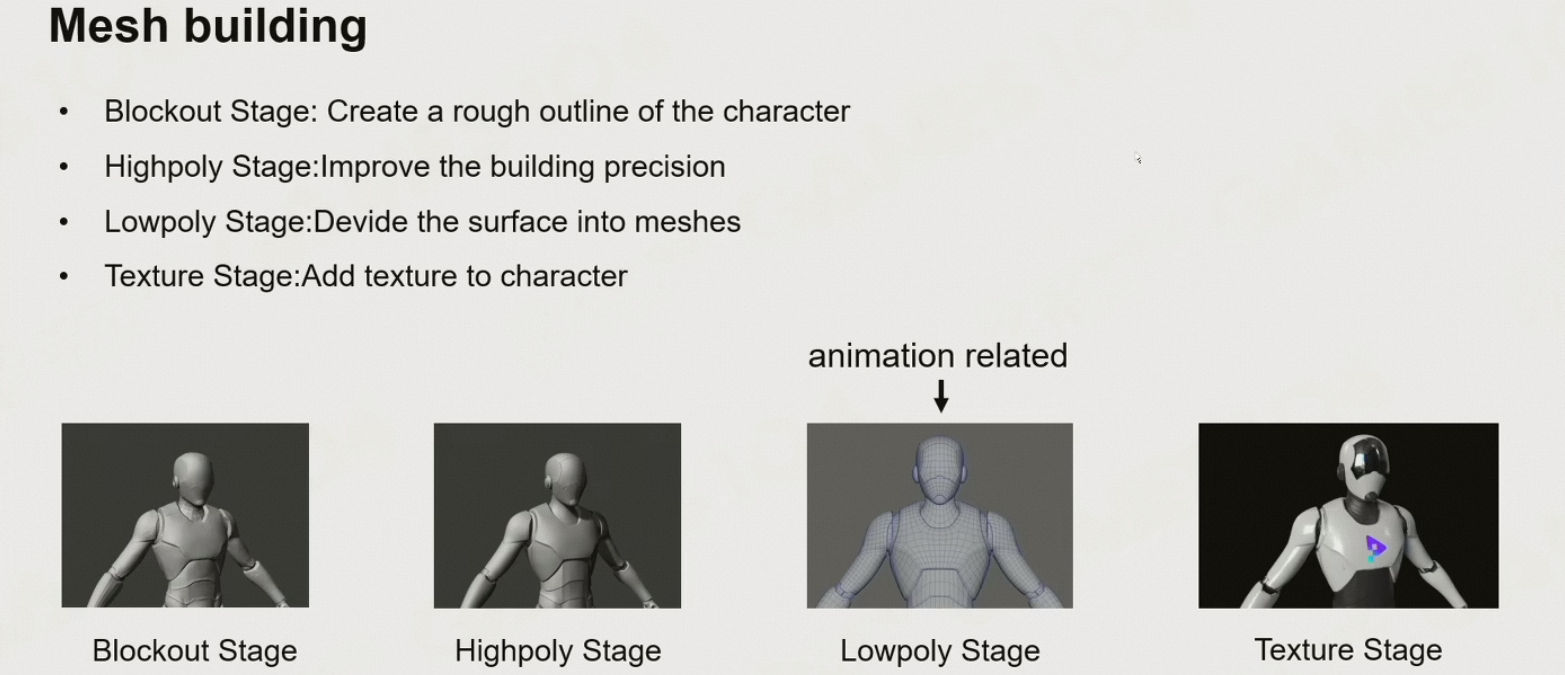 Mesh building
• Blockout Stage: Create a rough outline of the character
• Highpoly Stage:Improve the building precision
• Lowpoly Stage:Devide the surface into meshes
• Texture Stage:Add texture to character
animation related
Blockout Stage
Highpoly Stage
Lowpoly Stage
Texture Stage